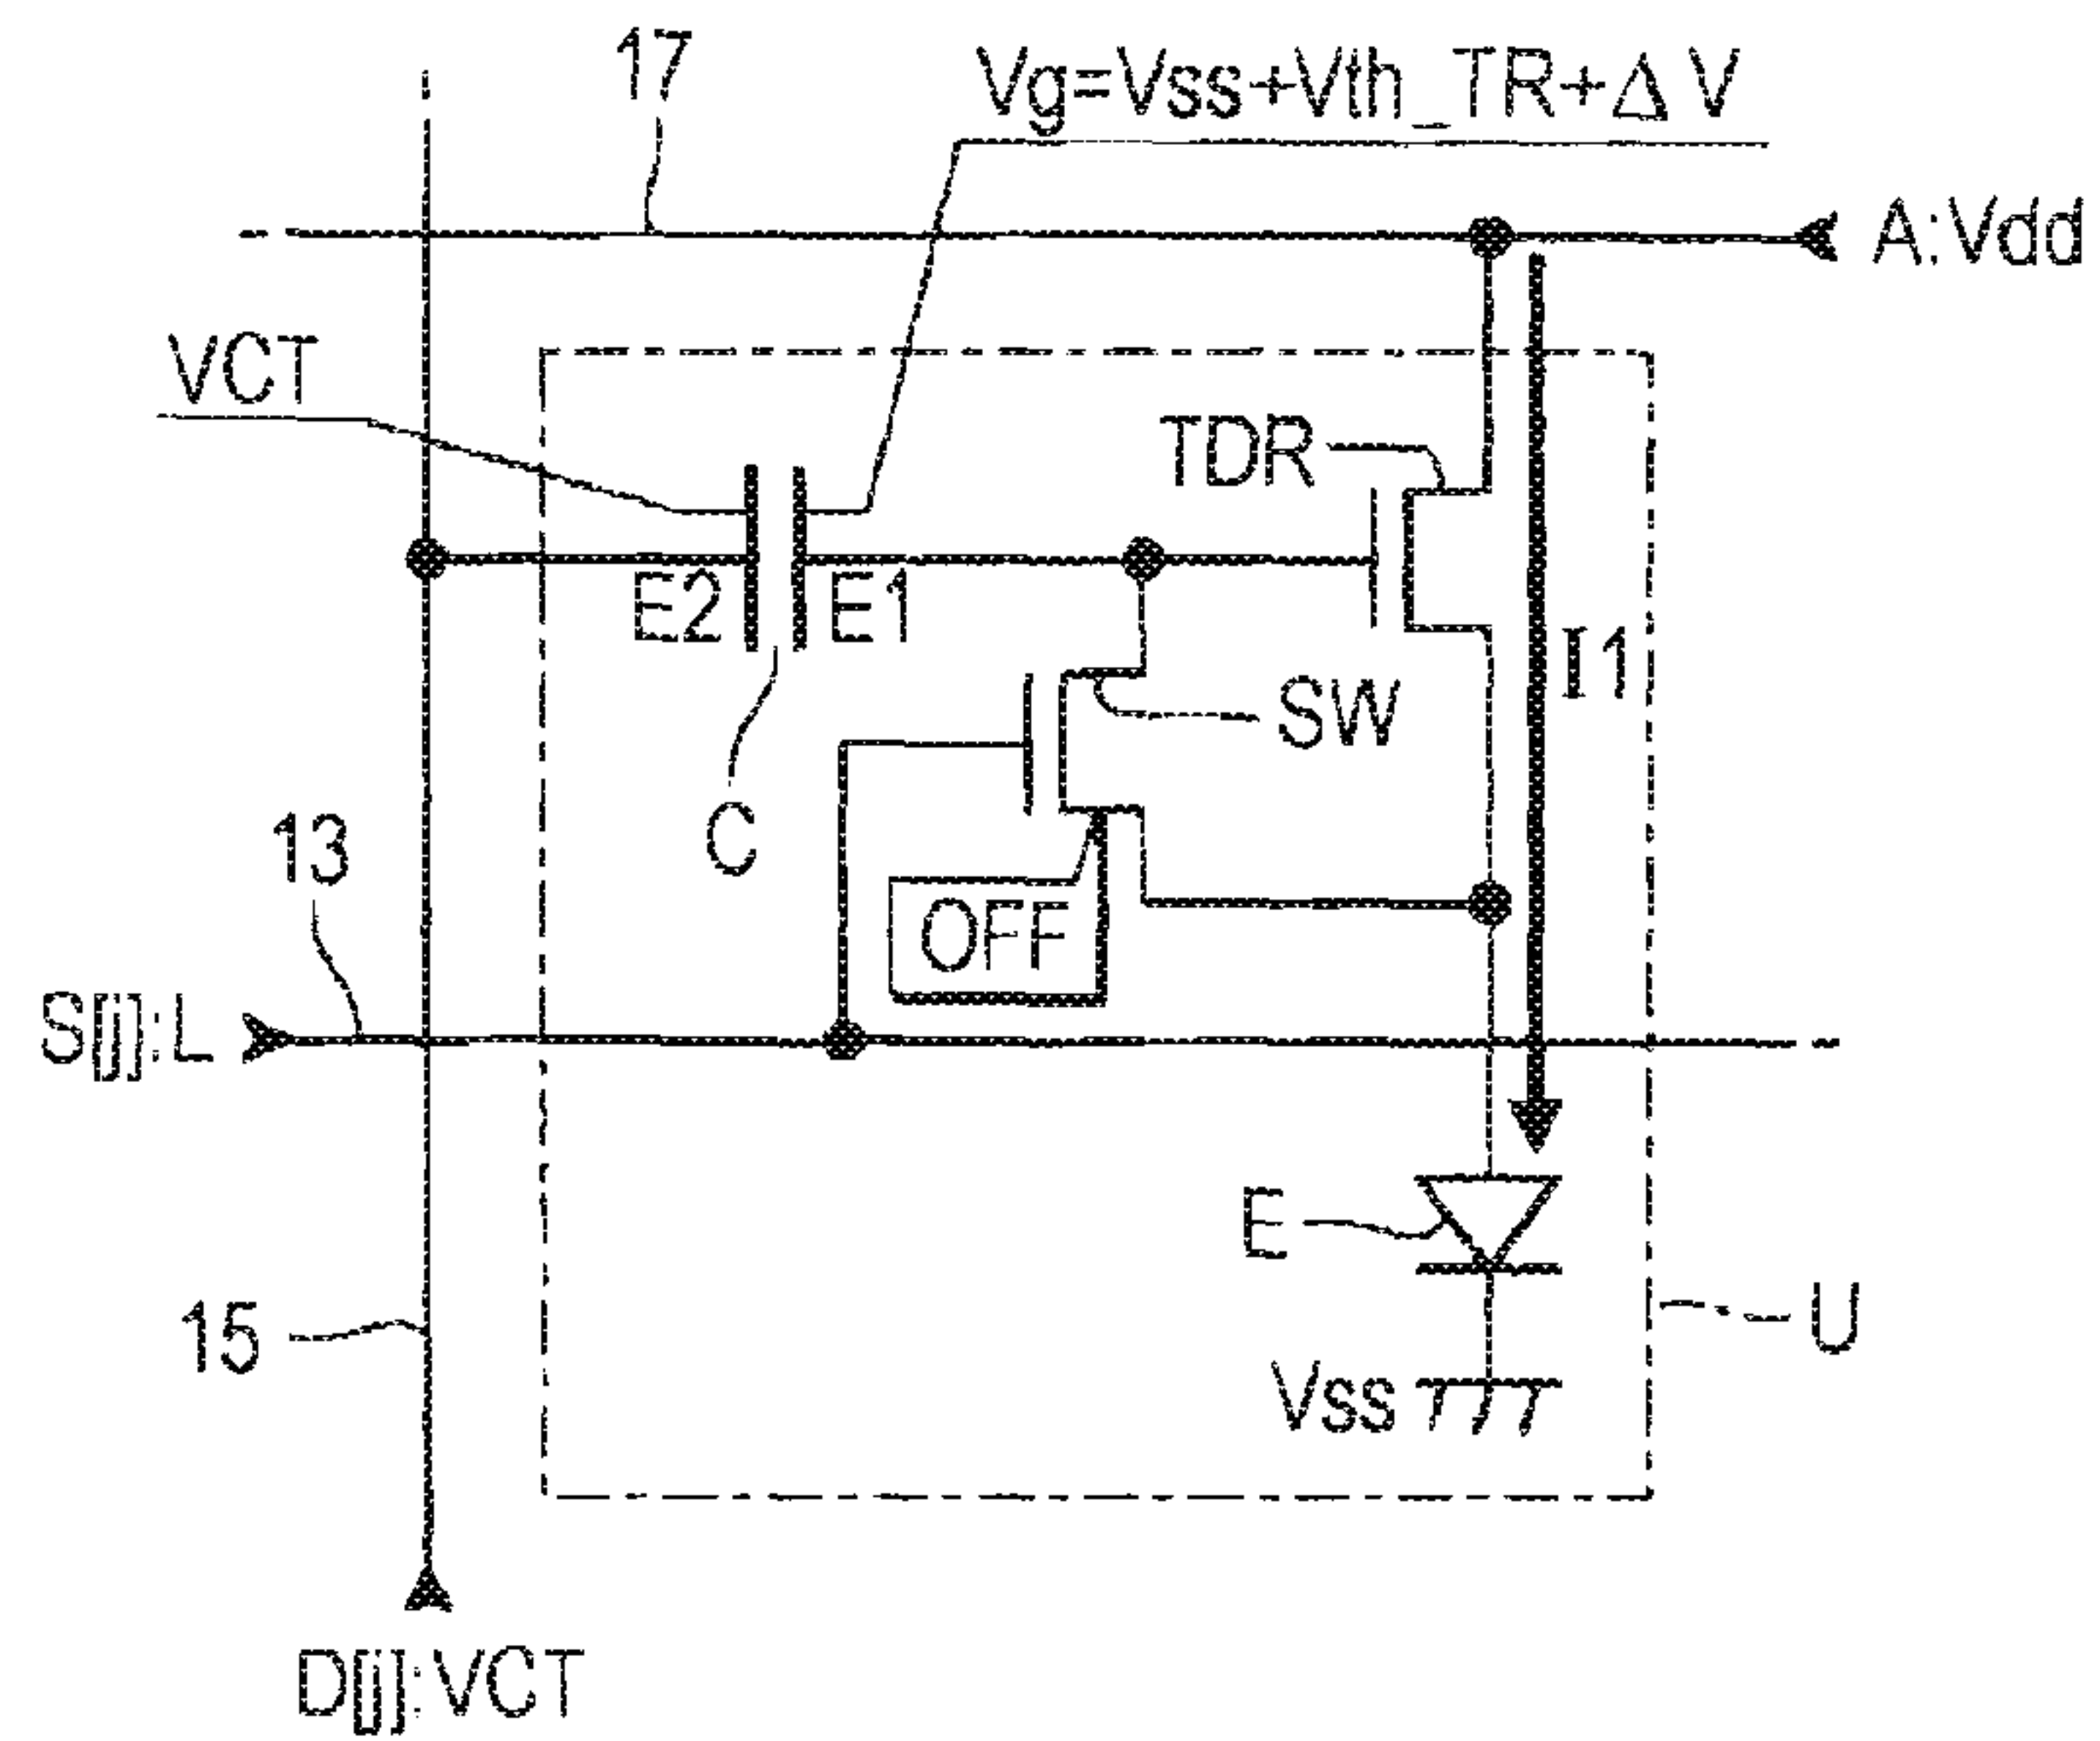 17
Vg=Vss+Vth_TR+ΔV
A:Vdd
VCT
TDR
E2
E1
I1
SW
C
13
OFF
S[j]:L
E
15
U
Vss
D[j]:VCT